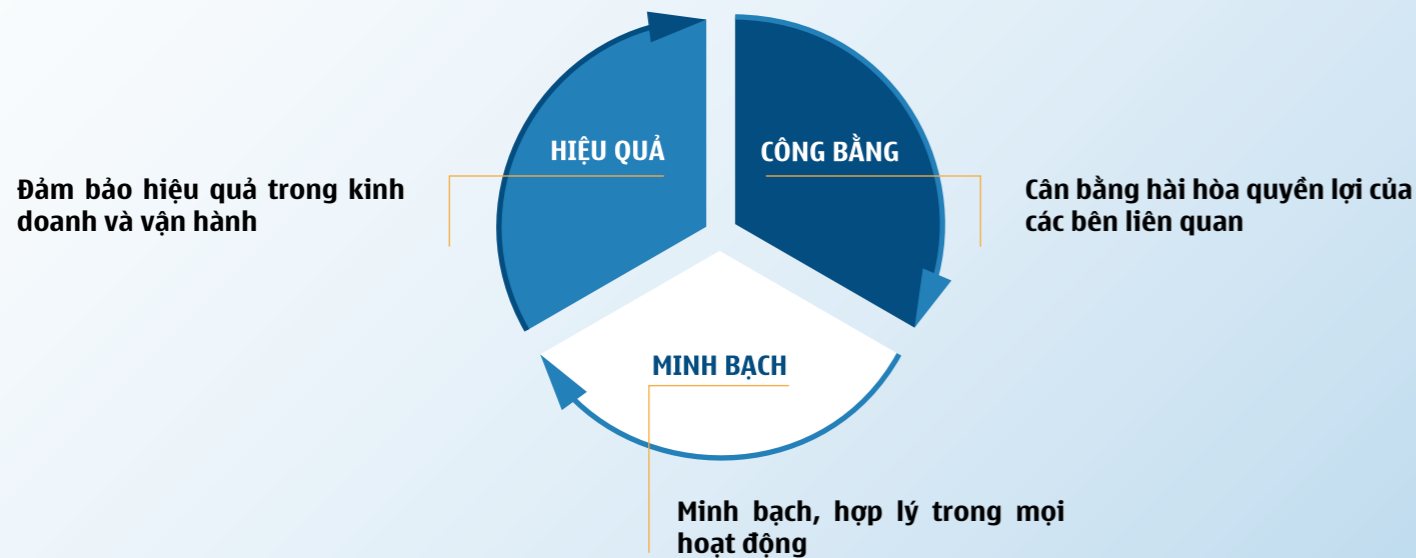 HIỆU QUẢ
CÔNG BẰNG
Đảm bảo hiệu quả trong kinh
doanh và vận hành
Cân bằng hài hòa quyền lợi của
các bên liên quan
MINH BẠCH
Minh bạch, hợp lý trong mọi
hoạt động